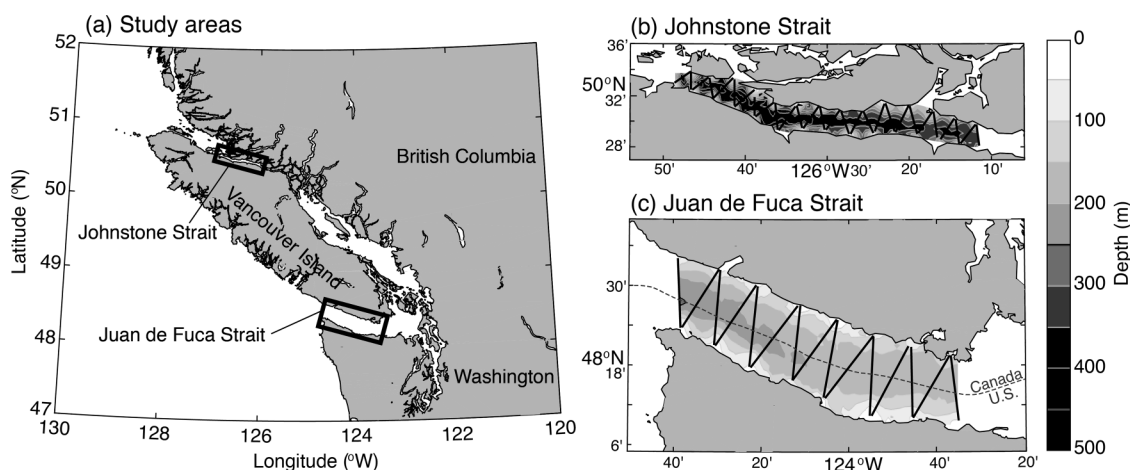 (a) Study areas
52
51
50
49
48
47
130
128
126
124
122
120
Latitude (°N)
Longitude (°W)
British Columbia
Vancouver Island
Johnstone Strait
Juan de Fuca Strait
Washington
(b) Johnstone Strait
36'
50°N
32'
28'
50'
40'
126°W 30'
20'
10'
(c) Juan de Fuca Strait
30'
48°N
18'
6'
40'
20'
124°W
40'
20'
Canada
U.S.
0
100
200
300
400
500
Depth (m)